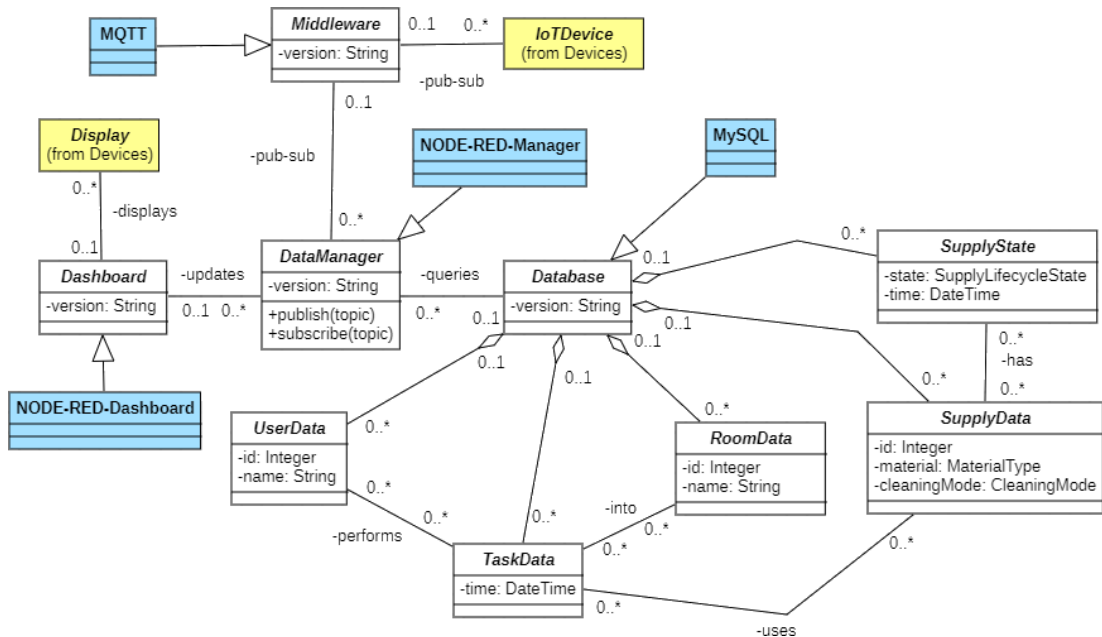 MQTT
Middleware
-version: String
0..1
0..*
-pub-sub
IoTDevice
(from Devices)
0..1
-pub-sub
0..*
Display
(from Devices)
0..*
-displays
0..1
NODE-RED-Manager
MySQL
Dashboard
-version: String
-updates
0..1
0..*
DataManager
-version: String
+publish(topic)
+subscribe(topic)
-queries
0..*
0..1
Database
-version: String
0..1
0..*
SupplyState
-state: SupplyLifecycleState
-time: DateTime
0..1
0..*
0..*
-has
0..*
NODE-RED-Dashboard
0..1
0..1
0..1
UserData
-id: Integer
-name: String
0..*
0..*
RoomData
-id: Integer
-name: String
SupplyData
-id: Integer
-material: MaterialType
-cleaningMode: CleaningMode
0..*
-performs
0..*
0..*
-into
0..*
0..*
0..*
TaskData
-time: DateTime
0..*
0..*
-uses